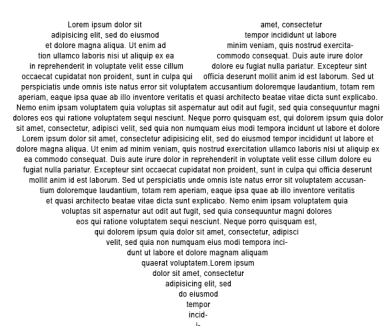 Lorem ipsum dolor sit amet, consectetur
adipisicing elit, sed do eiusmod tempor incididunt ut labore
et dolore magna aliqua. Ut enim ad minim veniam, quis nostrud exercita-
tion ullamco laboris nisi ut aliquip ex ea commodo consequat. Duis aute irure dolor
in reprehenderit in voluptate velit esse cillum dolore eu fugiat nulla pariatur. Excepteur sint
occaecat cupidatat non proident, sunt in culpa qui officia deserunt mollit anim id est laborum. Sed ut
perspiciatis unde omnis iste natus error sit voluptatem accusantium doloremque laudantium, totam rem
aperiam, eaque ipsa quae ab illo inventore veritatis et quasi architecto beatae vitae dicta sunt explicabo.
Nemo enim ipsam voluptatem quia voluptas sit aspernatur aut odit aut fugit, sed quia consequuntur magni
dolores eos qui ratione voluptatem sequi nesciunt. Neque porro quisquam est, qui dolorem ipsum quia dolor
sit amet, consectetur, adipisci velit, sed quia non numquam eius modi tempora incidunt ut labore et dolore
Lorem ipsum dolor sit amet, consectetur adipisicing elit, sed do eiusmod tempor incididunt ut labore et
dolore magna aliqua. Ut enim ad minim veniam, quis nostrud exercitation ullamco laboris nisi ut aliquip ex
ea commodo consequat. Duis aute irure dolor in reprehenderit in voluptate velit esse cillum dolore eu
fugiat nulla pariatur. Excepteur sint occaecat cupidatat non proident, sunt in culpa qui officia deserunt
mollit anim id est laborum. Sed ut perspiciatis unde omnis iste natus error sit voluptatem accusan-
tium doloremque laudantium, totam rem aperiam, eaque ipsa quae ab illo inventore veritatis
et quasi architecto beatae vitae dicta sunt explicabo. Nemo enim ipsam voluptatem quia
voluptas sit aspernatur aut odit aut fugit, sed quia consequuntur magni dolores
eos qui ratione voluptatem sequi nesciunt. Neque porro quisquam est,
qui dolorem ipsum quia dolor sit amet, consectetur, adipisci
velit, sed quia non numquam eius modi tempora inci-
dunt ut labore et dolore magnam aliquam
quaerat voluptatem.Lorem ipsum
dolor sit amet, consectetur
adipisicing elit, sed
do eiusmod
tempor
incid-